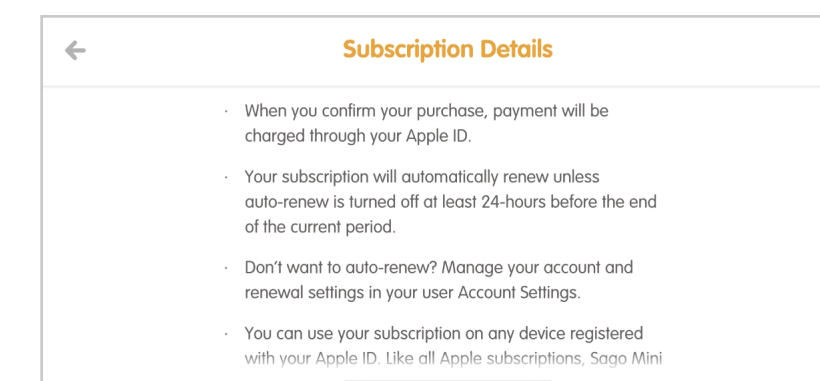 Subscription Details
· When you confirm your purchase, payment will be
charged through your Apple ID.
· Your subscription will automatically renew unless
auto-renew is turned off at least 24-hours before the end
of the current period.
· Don't want to auto-renew? Manage your account and
renewal settings in your user Account Settings.
· You can use your subscription on any device registered
with your Apple ID. Like all Apple subscriptions, Sago Mini